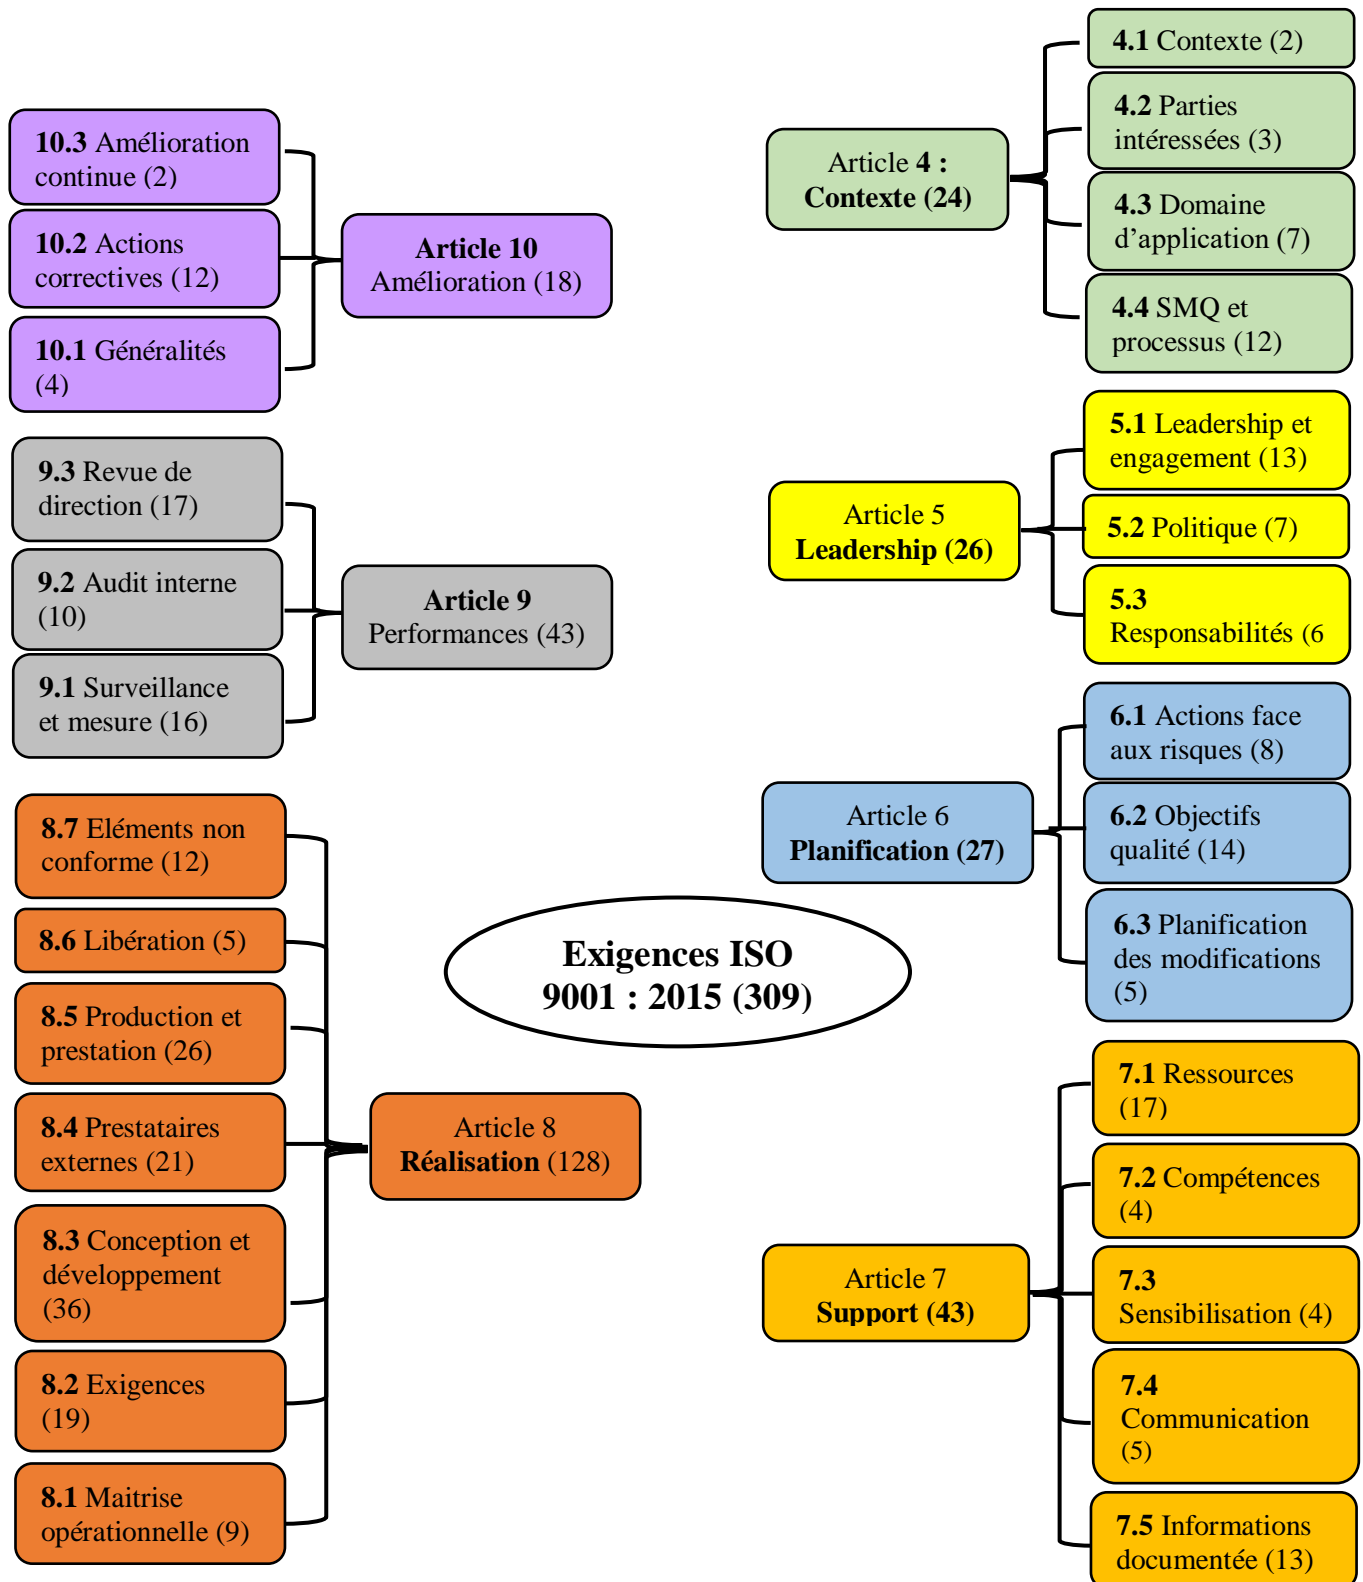 4.1 Contexte (2)
4.2 Parties
intéressées (3)
Article 4 :
Contexte (24)
4.3 Domaine
d’application (7)
4.4 SMQ et
processus (12)
10.3 Amélioration
continue (2)
10.2 Actions
correctives (12)
Article 10
Amélioration (18)
10.1 Généralités
(4)
5.1 Leadership et
engagement (13)
Article 5
Leadership (26)
5.2 Politique (7)
5.3
Responsabilités (6
9.3 Revue de
direction (17)
9.2 Audit interne
(10)
Article 9
Performances (43)
9.1 Surveillance
et mesure (16)
6.1 Actions face
aux risques (8)
Article 6
Planification (27)
6.2 Objectifs
qualité (14)
6.3 Planification
des modifications
(5)
Exigences ISO
9001 : 2015 (309)
8.7 Eléments non
conforme (12)
8.6 Libération (5)
8.5 Production et
prestation (26)
8.4 Prestataires
externes (21)
Article 8
Réalisation (128)
8.3 Conception et
développement
(36)
8.2 Exigences
(19)
8.1 Maitrise
opérationnelle (9)
7.1 Ressources
(17)
7.2 Compétences
(4)
Article 7
Support (43)
7.3
Sensibilisation (4)
7.4
Communication
(5)
7.5 Informations
documentée (13)